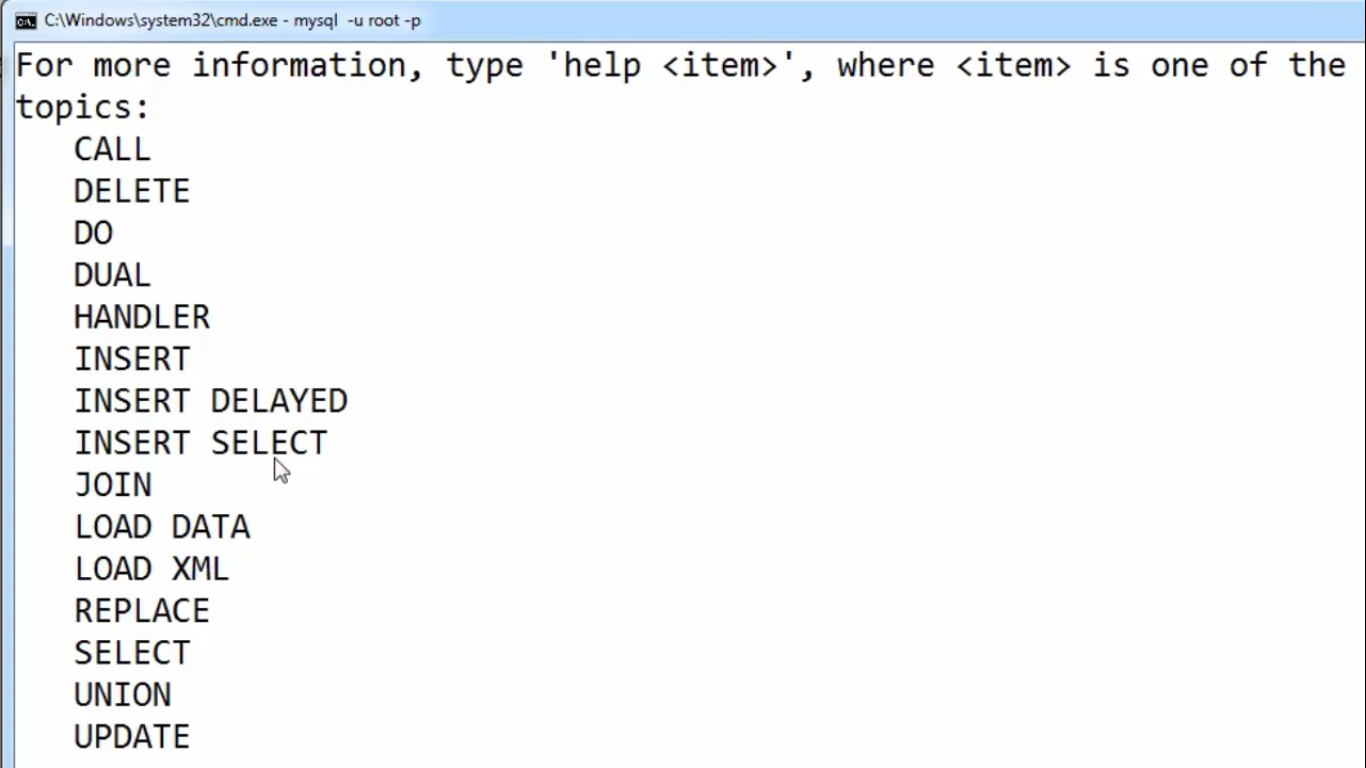 C:\Windows\system32\cmd.exe - mysql -u root -p
For more information, type 'help <item>', where <item> is one of the
topics:
CALL
DELETE
DO
DUAL
HANDLER
INSERT
INSERT DELAYED
INSERT SELECT
JOIN
LOAD DATA
LOAD XML
REPLACE
SELECT
UNION
UPDATE